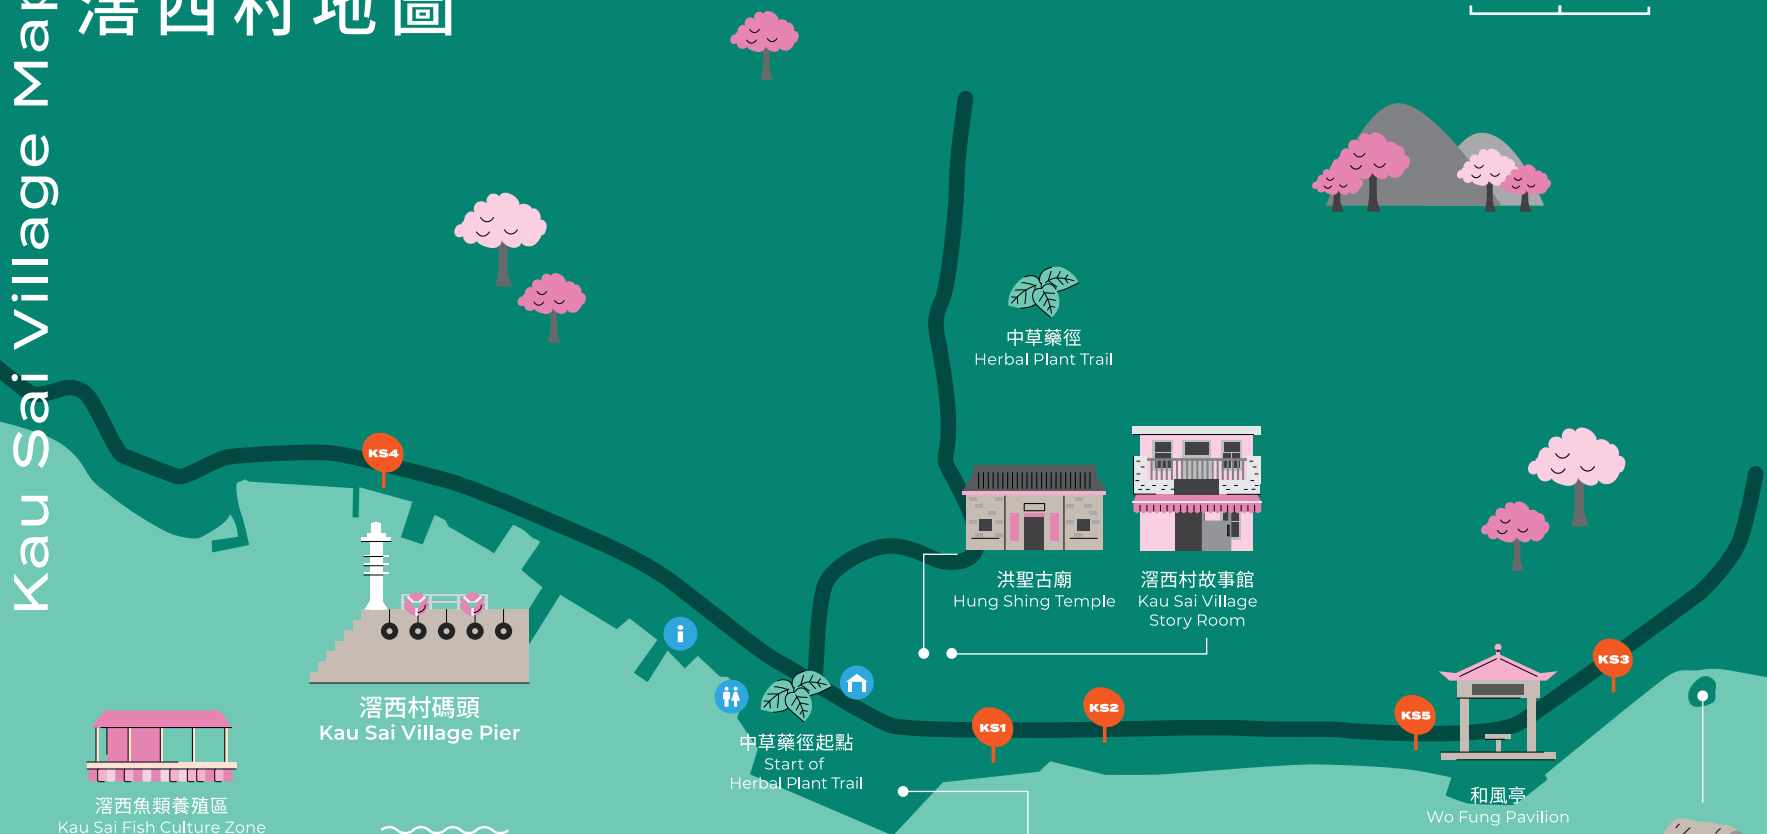 滘西村地圖
Kau Sai Village Map
中草藥徑
Herbal Plant Trail
KS4
洪聖古廟
Hung Shing Temple
滘西村故事館
Kau Sai Village
Story Room
i
KS3
滘西村碼頭
Kau Sai Village Pier
KS1
KS2
KS5
中草藥徑起點
Start of
Herbal Plant Trail
滘西魚類養殖區
Kau Sai Fish Culture Zone
和風亭
Wo Fung Pavilion